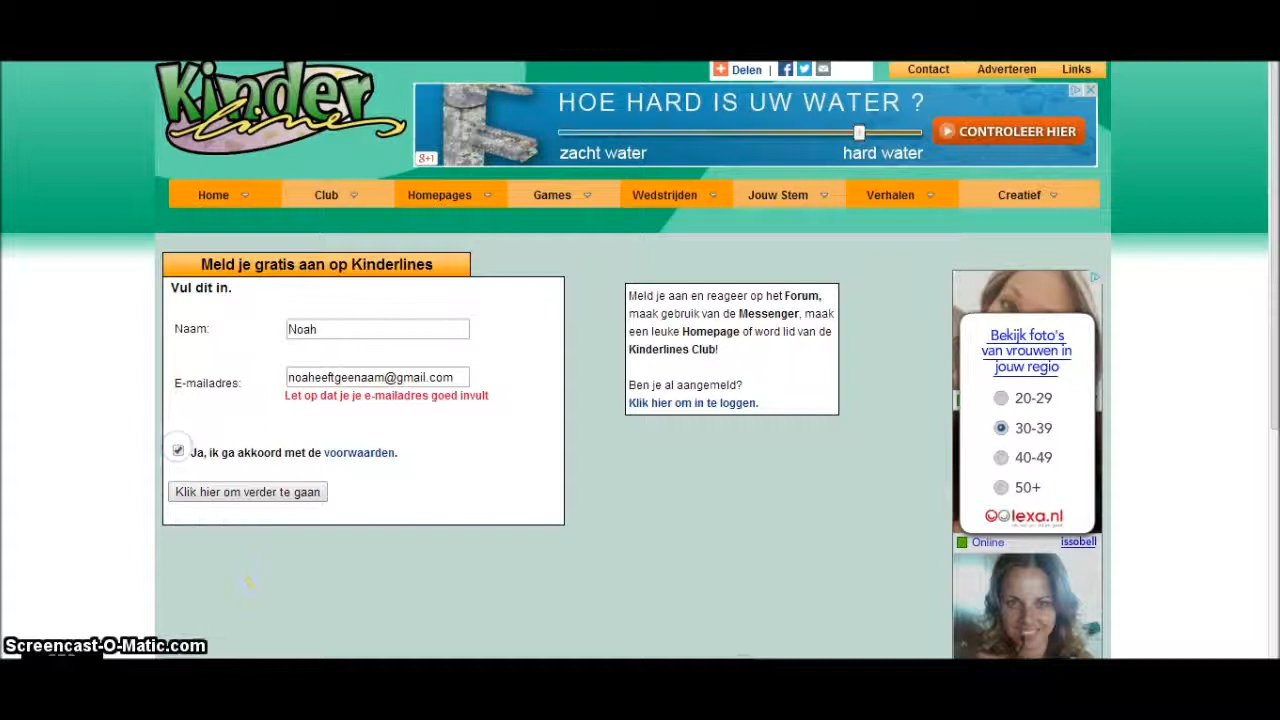 Kinder
lines
Delen |
Contact Adverteren Links
HOE HARD IS UW WATER ?
CONTROLEER HIER
zacht water hard water
g+1
Home Club Homepages Games Wedstrijden Jouw Stem Verhalen Creatief
Meld je gratis aan op Kinderlines
Vul dit in.
Naam: Noah
E-mailadres: noaheeftgeenaam@gmail.com
Let op dat je je e-mailadres goed invult
Ja, ik ga akkoord met de voorwaarden.
Klik hier om verder te gaan
Meld je aan en reageer op het Forum,
maak gebruik van de Messenger, maak
een leuke Homepage of word lid van de
Kinderlines Club!
Ben je al aangemeld?
Klik hier om in te loggen.
Bekijk foto's
van vrouwen in
jouw regio
20-29
30-39
40-49
50+
lexa.nl
Online issobell
Screencast-O-Matic.com